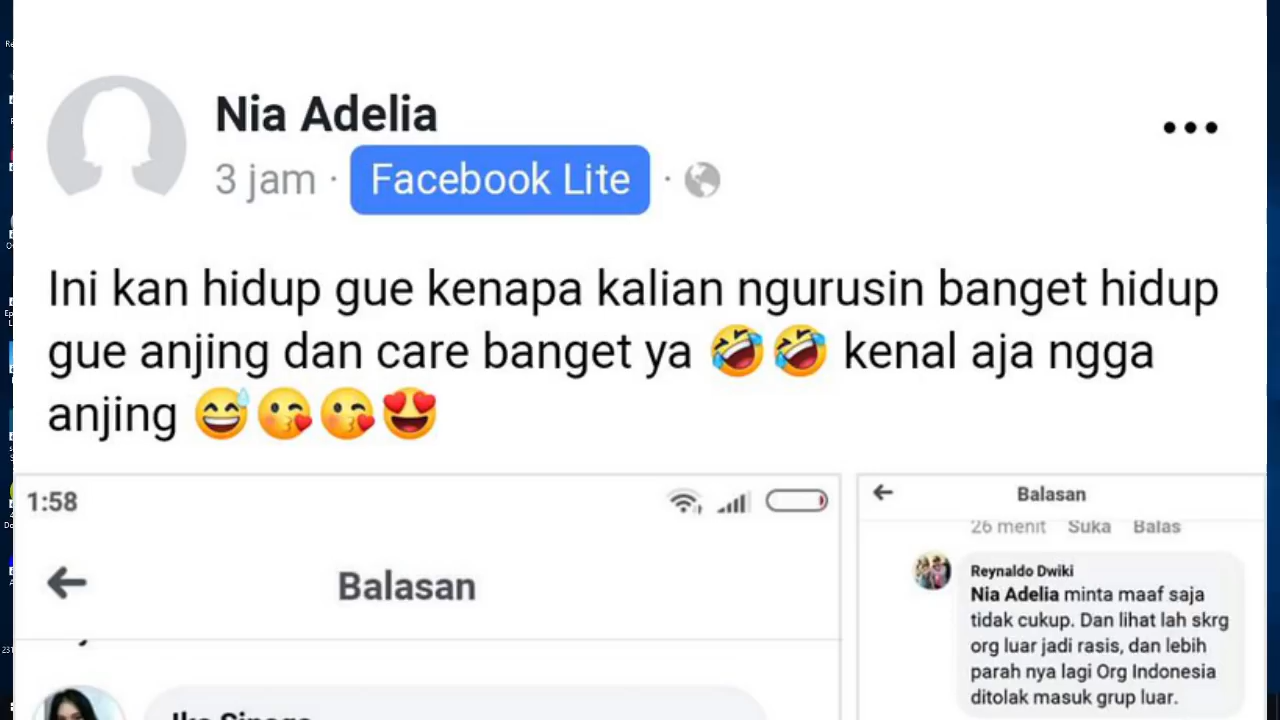 Nia Adelia
3 jam · Facebook Lite ·
Ini kan hidup gue kenapa kalian ngurusin banget hidup
gue anjing dan care banget ya 🤣🤣 kenal aja ngga
anjing 😅😘😘😍
1:58
Balasan
Balasan
26 menit Suka Balas
Reynaldo Dwiki
Nia Adelia minta maaf saja
tidak cukup. Dan lihat lah skrg
org luar jadi rasis, dan lebih
parah nya lagi Org Indonesia
ditolak masuk grup luar.